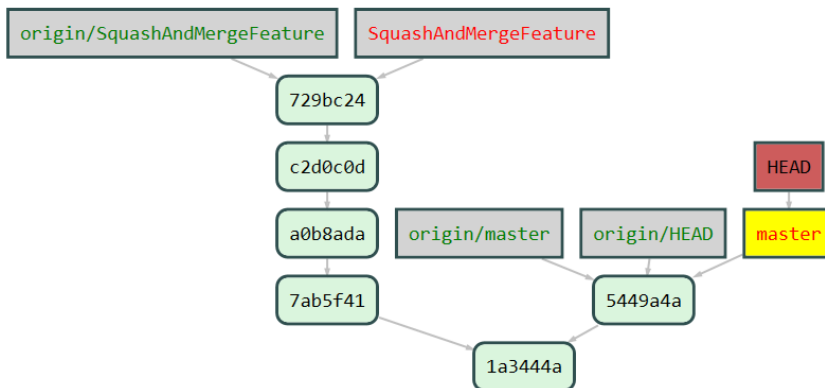 origin/SquashAndMergeFeature SquashAndMergeFeature
729bc24
c2d0c0d HEAD
a0b8ada origin/master origin/HEAD master
7ab5f41 5449a4a
1a3444a